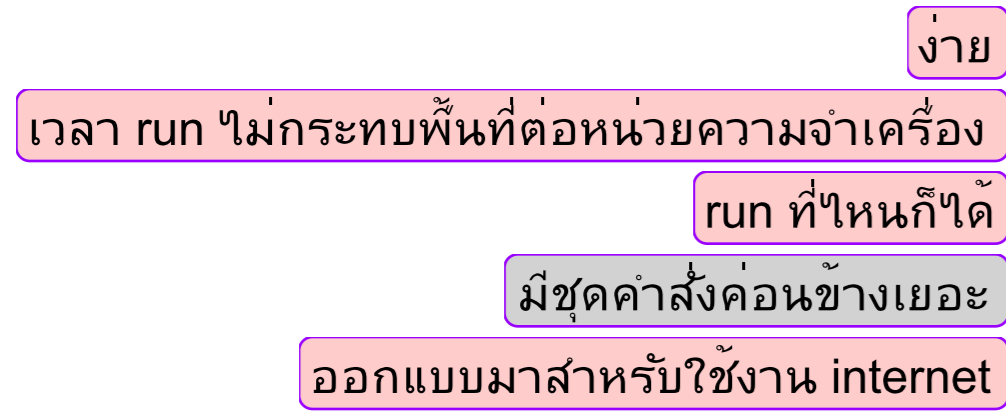 ง่าย
เวลา run ไม่กระทบพื้นที่ต่อหน่วยความจำเครื่อง
run ที่ไหนก็ได้
มีชุดคำสั่งค่อนข้างเยอะ
ออกแบบมาสำหรับใช้งาน internet